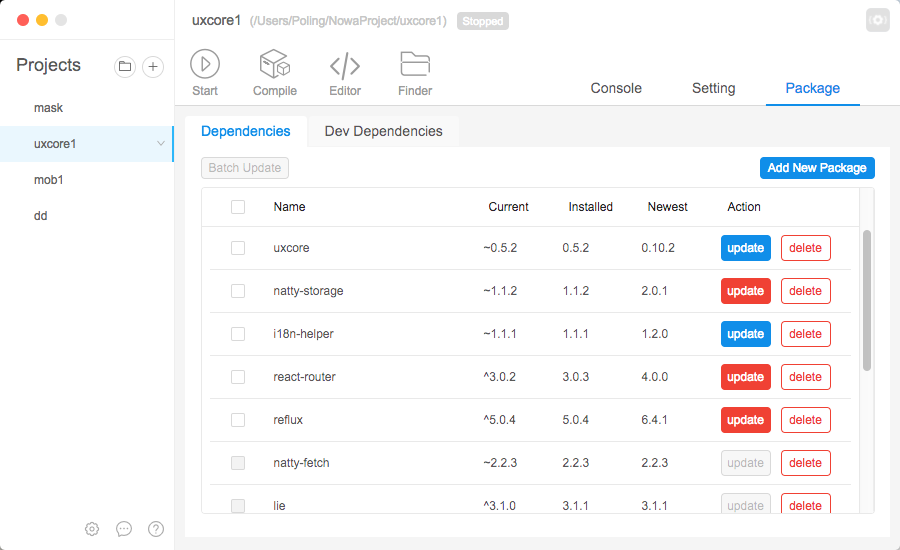 uxcore1 (/Users/Poling/NowaProject/uxcore1) Stopped
Projects
mask
uxcore1
mob1
dd
Start Compile Editor Finder
Console Setting Package
Dependencies Dev Dependencies
Batch Update Add New Package
Name Current Installed Newest Action
uxcore ~0.5.2 0.5.2 0.10.2 update delete
natty-storage ~1.1.2 1.1.2 2.0.1 update delete
i18n-helper ~1.1.1 1.1.1 1.2.0 update delete
react-router ^3.0.2 3.0.3 4.0.0 update delete
reflux ^5.0.4 5.0.4 6.4.1 update delete
natty-fetch ~2.2.3 2.2.3 2.2.3 update delete
lie ^3.1.0 3.1.1 3.1.1 update delete